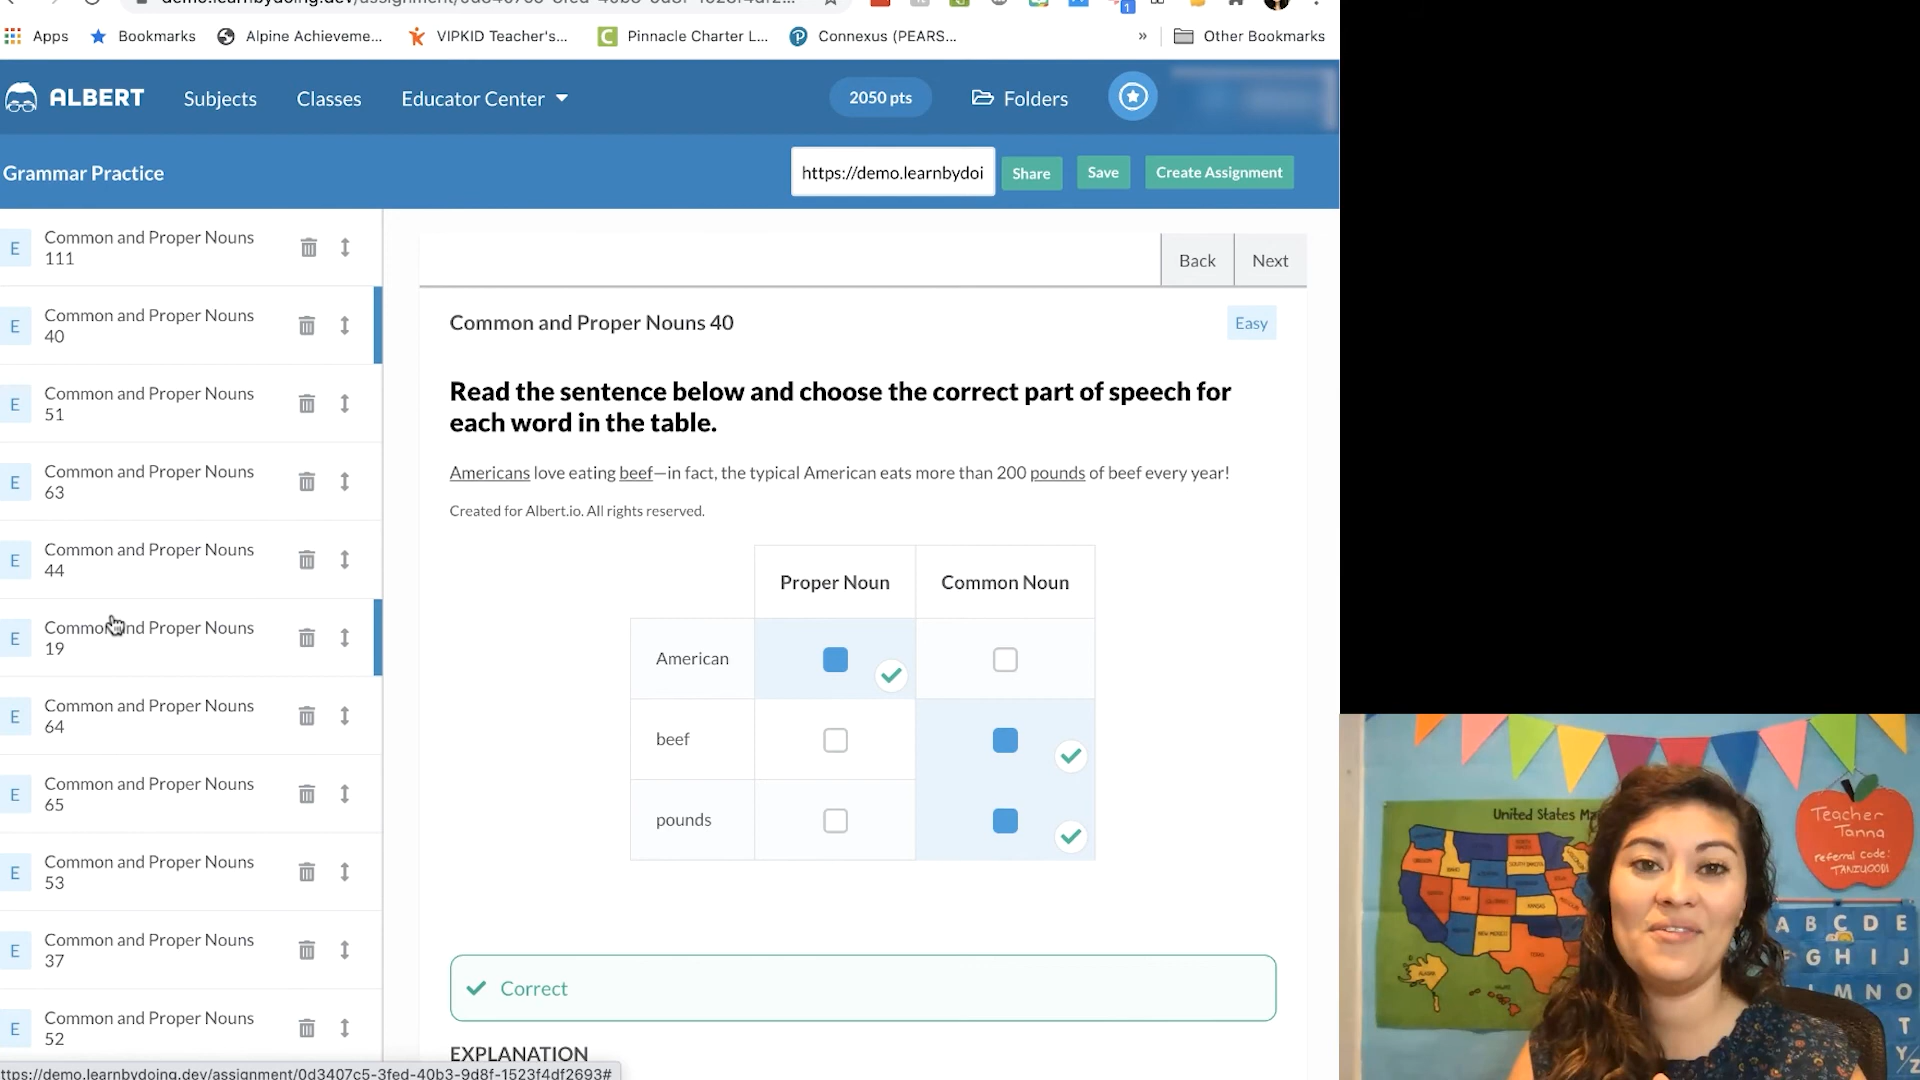 Apps
Bookmarks
Alpine Achieveme...
VIPKID Teacher's...
Pinnacle Charter L...
Connexus (PEARS...
»
Other Bookmarks
1
ALBERT
Subjects
Classes
Educator Center
2050 pts
Folders
Grammar Practice
https://demo.learnbydoi
Share
Save
Create Assignment
E
Common and Proper Nouns
111
E
Common and Proper Nouns
40
E
Common and Proper Nouns
51
E
Common and Proper Nouns
63
E
Common and Proper Nouns
44
E
Common and Proper Nouns
19
E
Common and Proper Nouns
64
E
Common and Proper Nouns
65
E
Common and Proper Nouns
53
E
Common and Proper Nouns
37
E
Common and Proper Nouns
52
Back
Next
Common and Proper Nouns 40
Easy
Read the sentence below and choose the correct part of speech for
each word in the table.
Americans love eating beef—in fact, the typical American eats more than 200 pounds of beef every year!
Created for Albert.io. All rights reserved.
Proper Noun
Common Noun
American
beef
pounds
Correct
EXPLANATION
ttps://demo.learnbydoing.dev/assignment/0d3407c5-3fed-40b3-9d8f-1523f4df2693#
United States Ma
Teacher
Tanna
referral code:
A B C D E
G H I J
M N O
T
Y/Z